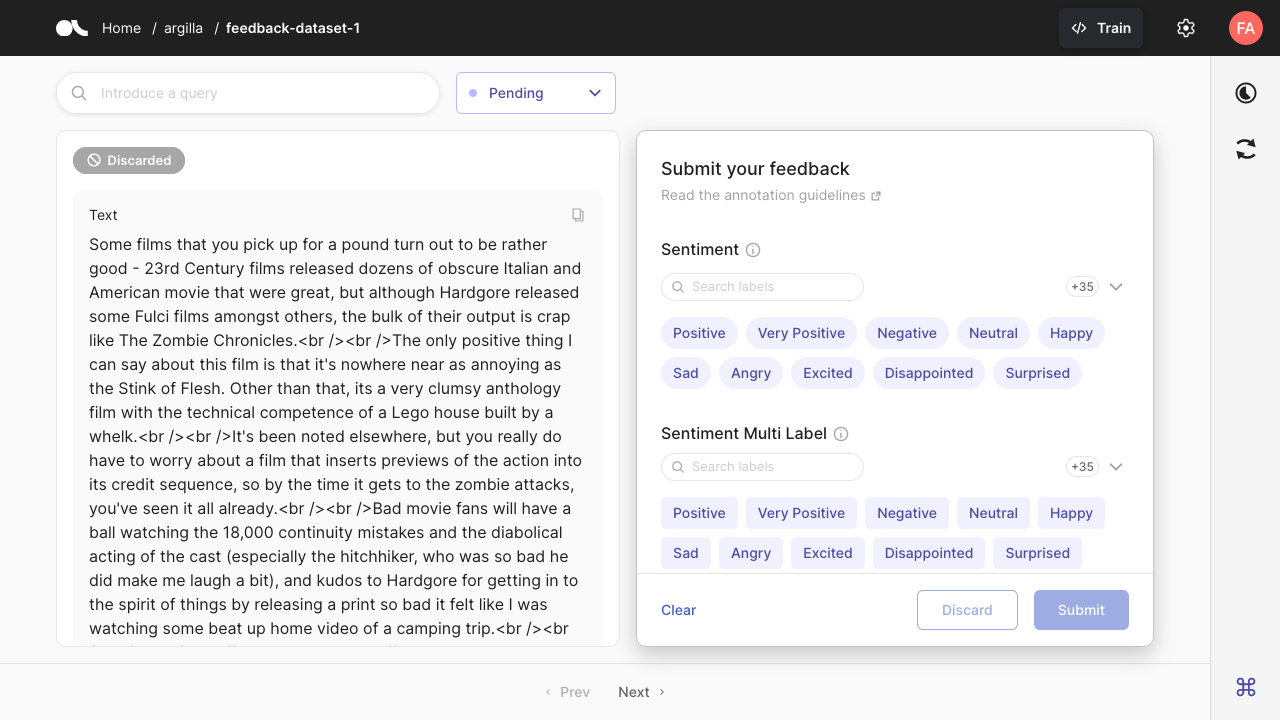 Home / argilla / feedback-dataset-1
Train
FA
Introduce a query
Pending
Discarded
Text
Some films that you pick up for a pound turn out to be rather
good - 23rd Century films released dozens of obscure Italian and
American movie that were great, but although Hardgore released
some Fulci films amongst others, the bulk of their output is crap
like The Zombie Chronicles.<br /><br />The only positive thing I
can say about this film is that it's nowhere near as annoying as
the Stink of Flesh. Other than that, its a very clumsy anthology
film with the technical competence of a Lego house built by a
whelk.<br /><br />It's been noted elsewhere, but you really do
have to worry about a film that inserts previews of the action into
its credit sequence, so by the time it gets to the zombie attacks,
you've seen it all already.<br /><br />Bad movie fans will have a
ball watching the 18,000 continuity mistakes and the diabolical
acting of the cast (especially the hitchhiker, who was so bad he
did make me laugh a bit), and kudos to Hardgore for getting in to
the spirit of things by releasing a print so bad it felt like I was
watching some beat up home video of a camping trip.<br /><br
Submit your feedback
Read the annotation guidelines
Sentiment
Search labels
+35
Positive Very Positive Negative Neutral Happy
Sad Angry Excited Disappointed Surprised
Sentiment Multi Label
Search labels
+35
Positive Very Positive Negative Neutral Happy
Sad Angry Excited Disappointed Surprised
Clear
Discard
Submit
Prev
Next